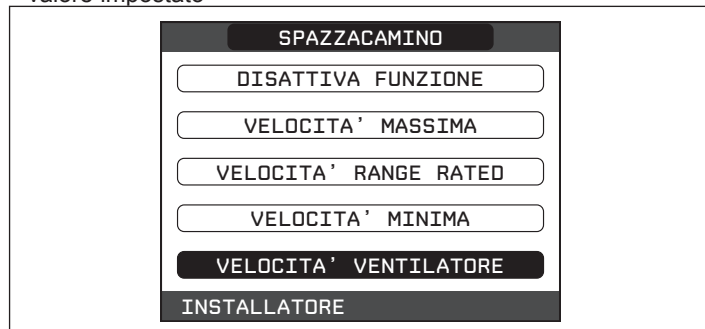 valore impostato
SPAZZACAMINO
DISATTIVA FUNZIONE
VELOCITA' MASSIMA
VELOCITA' RANGE RATED
VELOCITA' MINIMA
VELOCITA' VENTILATORE
INSTALLATORE